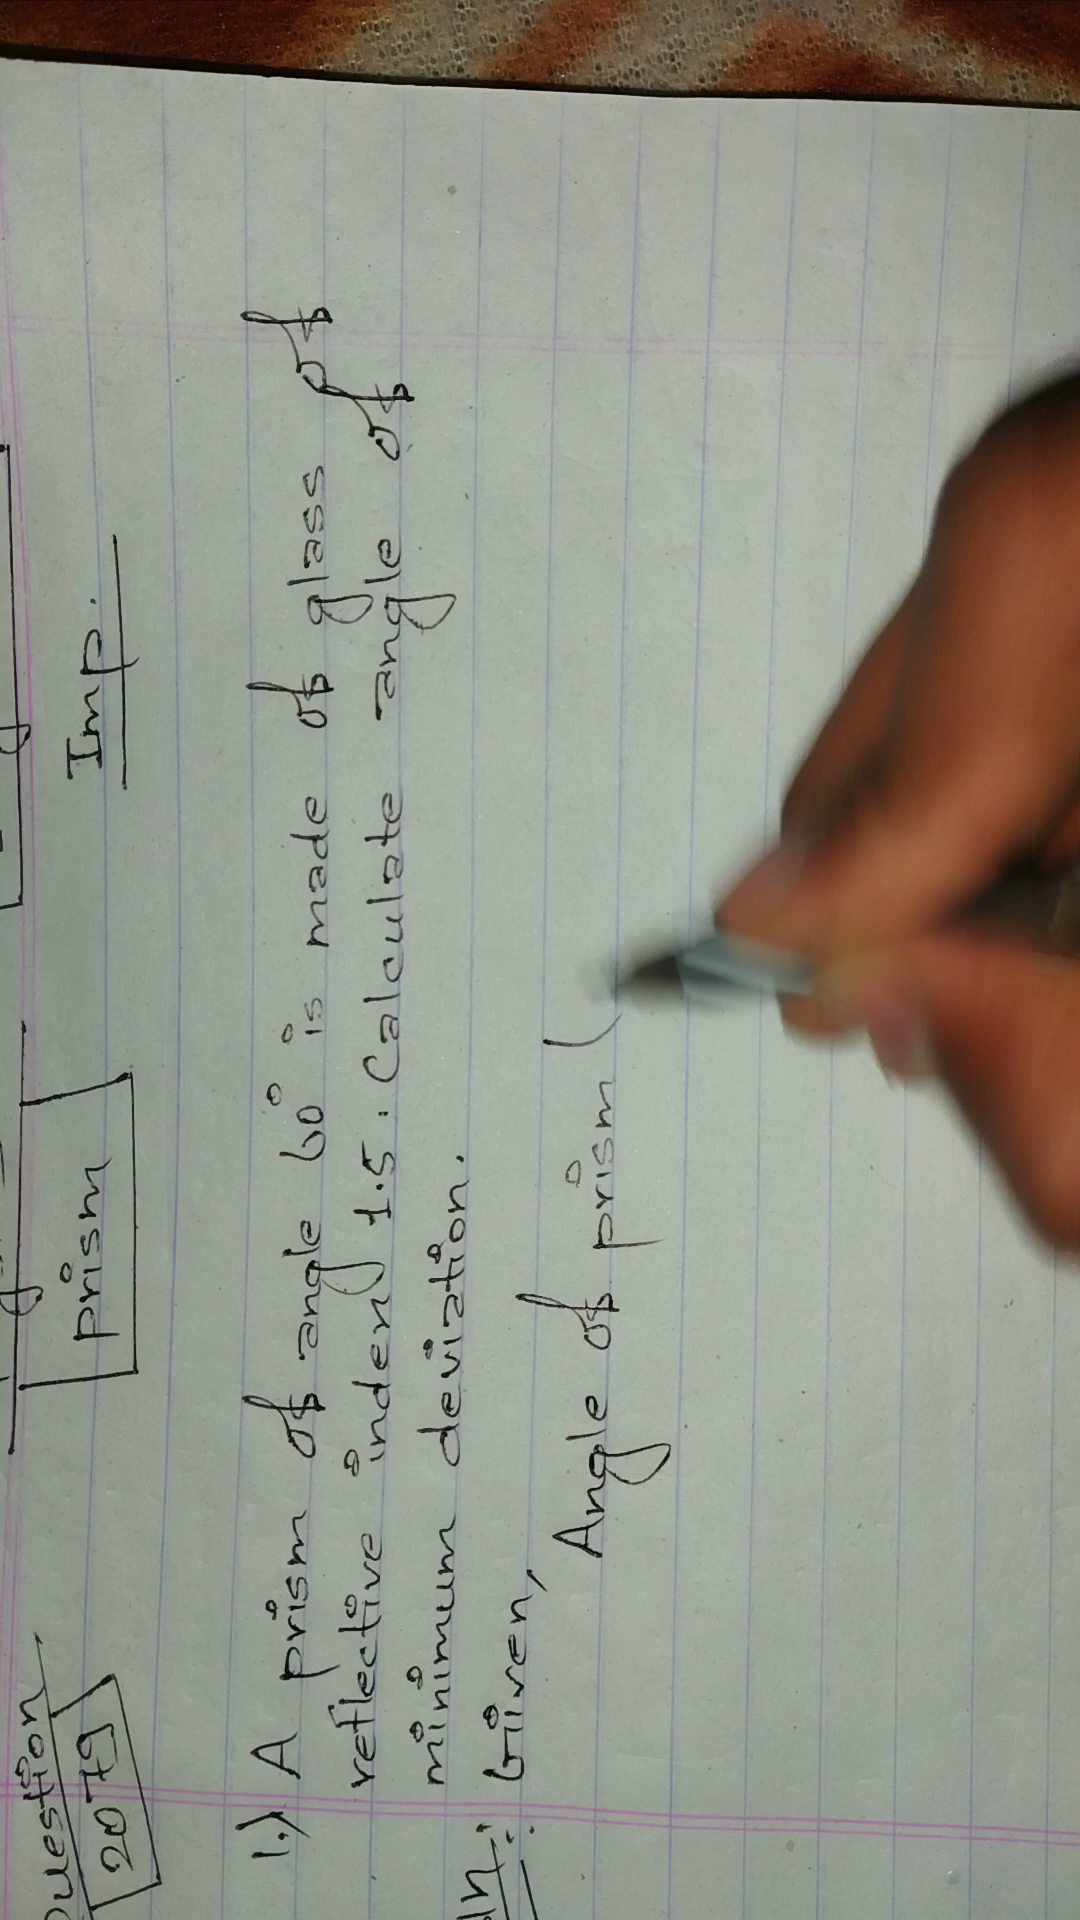 Question
2079
prism
Imp.
1.) A prism of angle 60° is made of glass of
reflective index 1.5. Calculate angle of
minimum deviation.
Given,
Angle of prism (